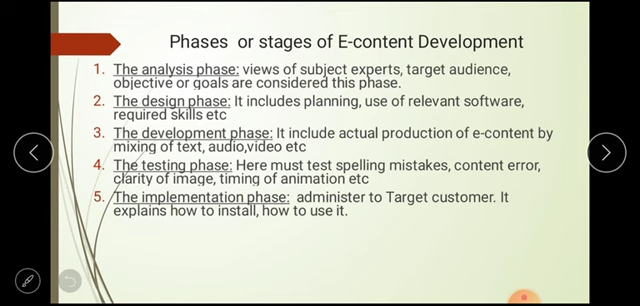 Phases or stages of E-content Development
1. The analysis phase: views of subject experts, target audience,
objective or goals are considered this phase.
2. The design phase: It includes planning, use of relevant software,
required skills etc
3. The development phase: It include actual production of e-content by
mixing of text, audio,video etc
4. The testing phase: Here must test spelling mistakes, content error,
clarity of image, timing of animation etc
5. The implementation phase: administer to Target customer. It
explains how to install, how to use it.